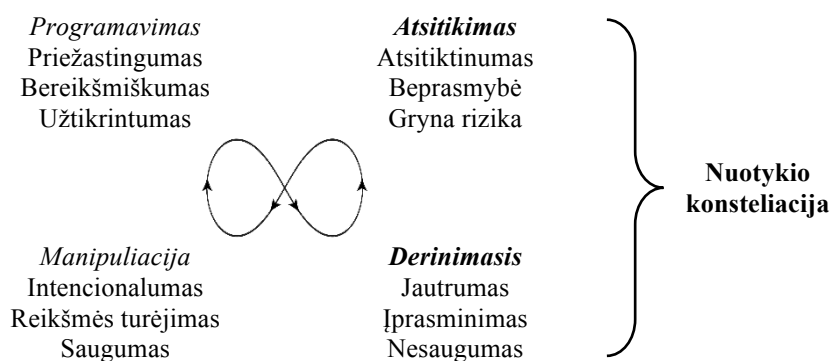 Programavimas
Priežastingumas
Bereikšmiškumas
Užtikrintumas
Atsitikimas
Atsitiktinumas
Beprasmybė
Gryna rizika
Manipuliacija
Intencionalumas
Reikšmės turėjimas
Saugumas
Derinimasis
Jautrumas
Įprasminimas
Nesaugumas
Nuotykio
konsteliacija